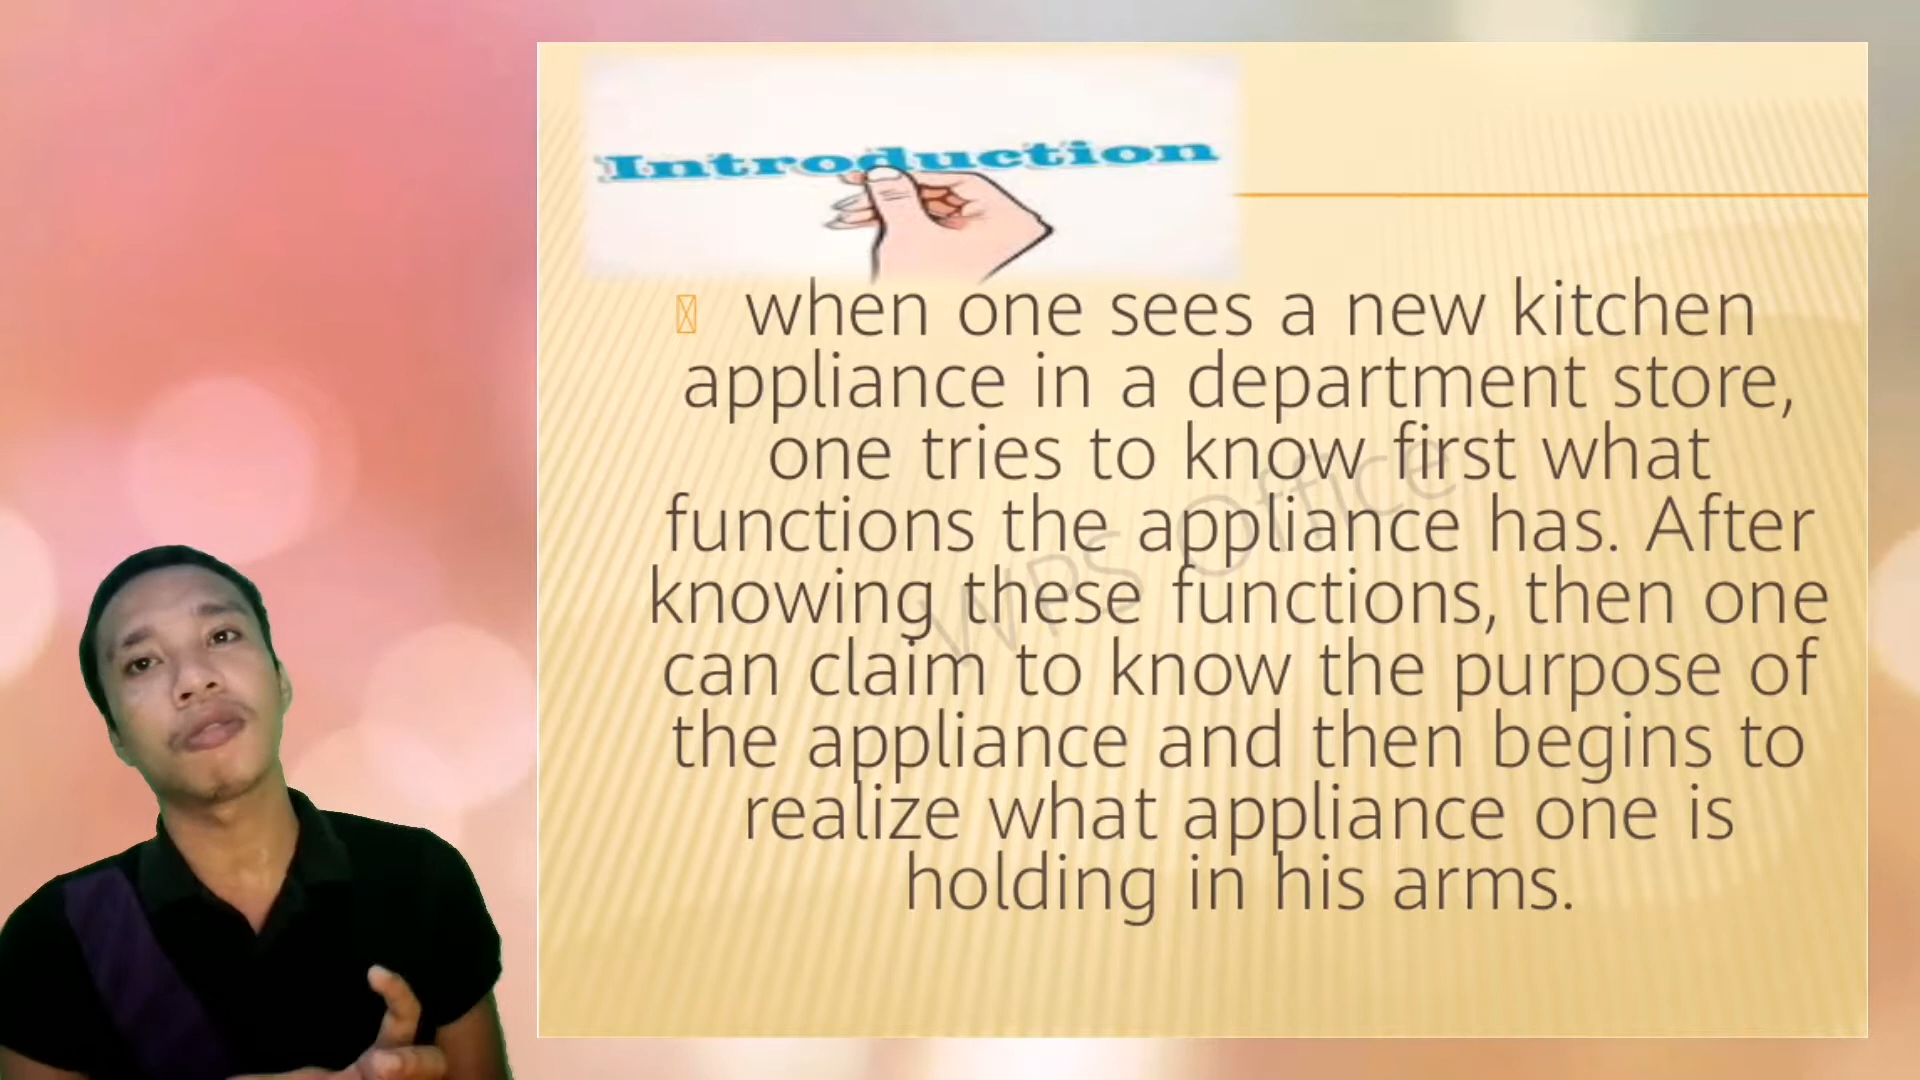 Introduction
when one sees a new kitchen
appliance in a department store,
one tries to know first what
functions the appliance has. After
knowing these functions, then one
can claim to know the purpose of
the appliance and then begins to
realize what appliance one is
holding in his arms.
WPS Office